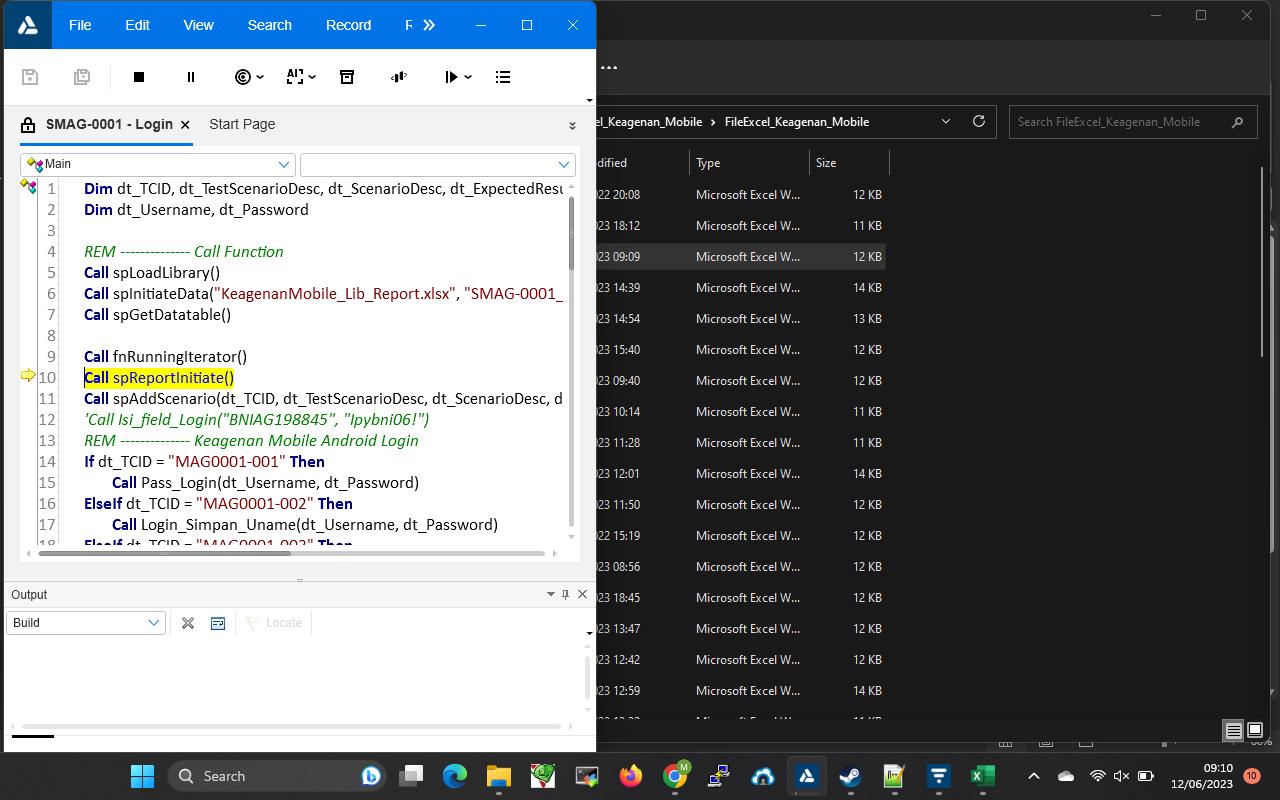 File Edit View Search Record R
SMAG-0001 - Login Start Page
Main
1 Dim dt_TCID, dt_TestScenarioDesc, dt_ScenarioDesc, dt_ExpectedResu
2 Dim dt_Username, dt_Password
3
4 REM -------------- Call Function
5 Call spLoadLibrary()
6 Call spInitiateData("KeagenanMobile_Lib_Report.xlsx", "SMAG-0001_
7 Call spGetDatatable()
8
9 Call fnRunningIterator()
10 Call spReportInitiate()
11 Call spAddScenario(dt_TCID, dt_TestScenarioDesc, dt_ScenarioDesc, d
12 'Call Isi_field_Login("BNIAG198845", "Ipybni06!")
13 REM -------------- Keagenan Mobile Android Login
14 If dt_TCID = "MAG0001-001" Then
15 Call Pass_Login(dt_Username, dt_Password)
16 ElseIf dt_TCID = "MAG0001-002" Then
17 Call Login_Simpan_Uname(dt_Username, dt_Password)
18 ElseIf dt_TCID = "MAG0001-003" Then
Output
Build Locate
el_Keagenan_Mobile > FileExcel_Keagenan_Mobile Search FileExcel_Keagenan_Mobile
dified Type Size
022 20:08 Microsoft Excel W... 12 KB
023 18:12 Microsoft Excel W... 11 KB
023 09:09 Microsoft Excel W... 12 KB
023 14:39 Microsoft Excel W... 14 KB
023 14:54 Microsoft Excel W... 13 KB
023 15:40 Microsoft Excel W... 12 KB
023 09:40 Microsoft Excel W... 12 KB
023 10:14 Microsoft Excel W... 11 KB
023 11:28 Microsoft Excel W... 11 KB
023 12:01 Microsoft Excel W... 14 KB
023 11:50 Microsoft Excel W... 12 KB
022 15:19 Microsoft Excel W... 12 KB
023 08:56 Microsoft Excel W... 12 KB
023 18:45 Microsoft Excel W... 12 KB
023 13:47 Microsoft Excel W... 12 KB
023 12:42 Microsoft Excel W... 12 KB
023 12:59 Microsoft Excel W... 14 KB
Search
09:10
12/06/2023
10